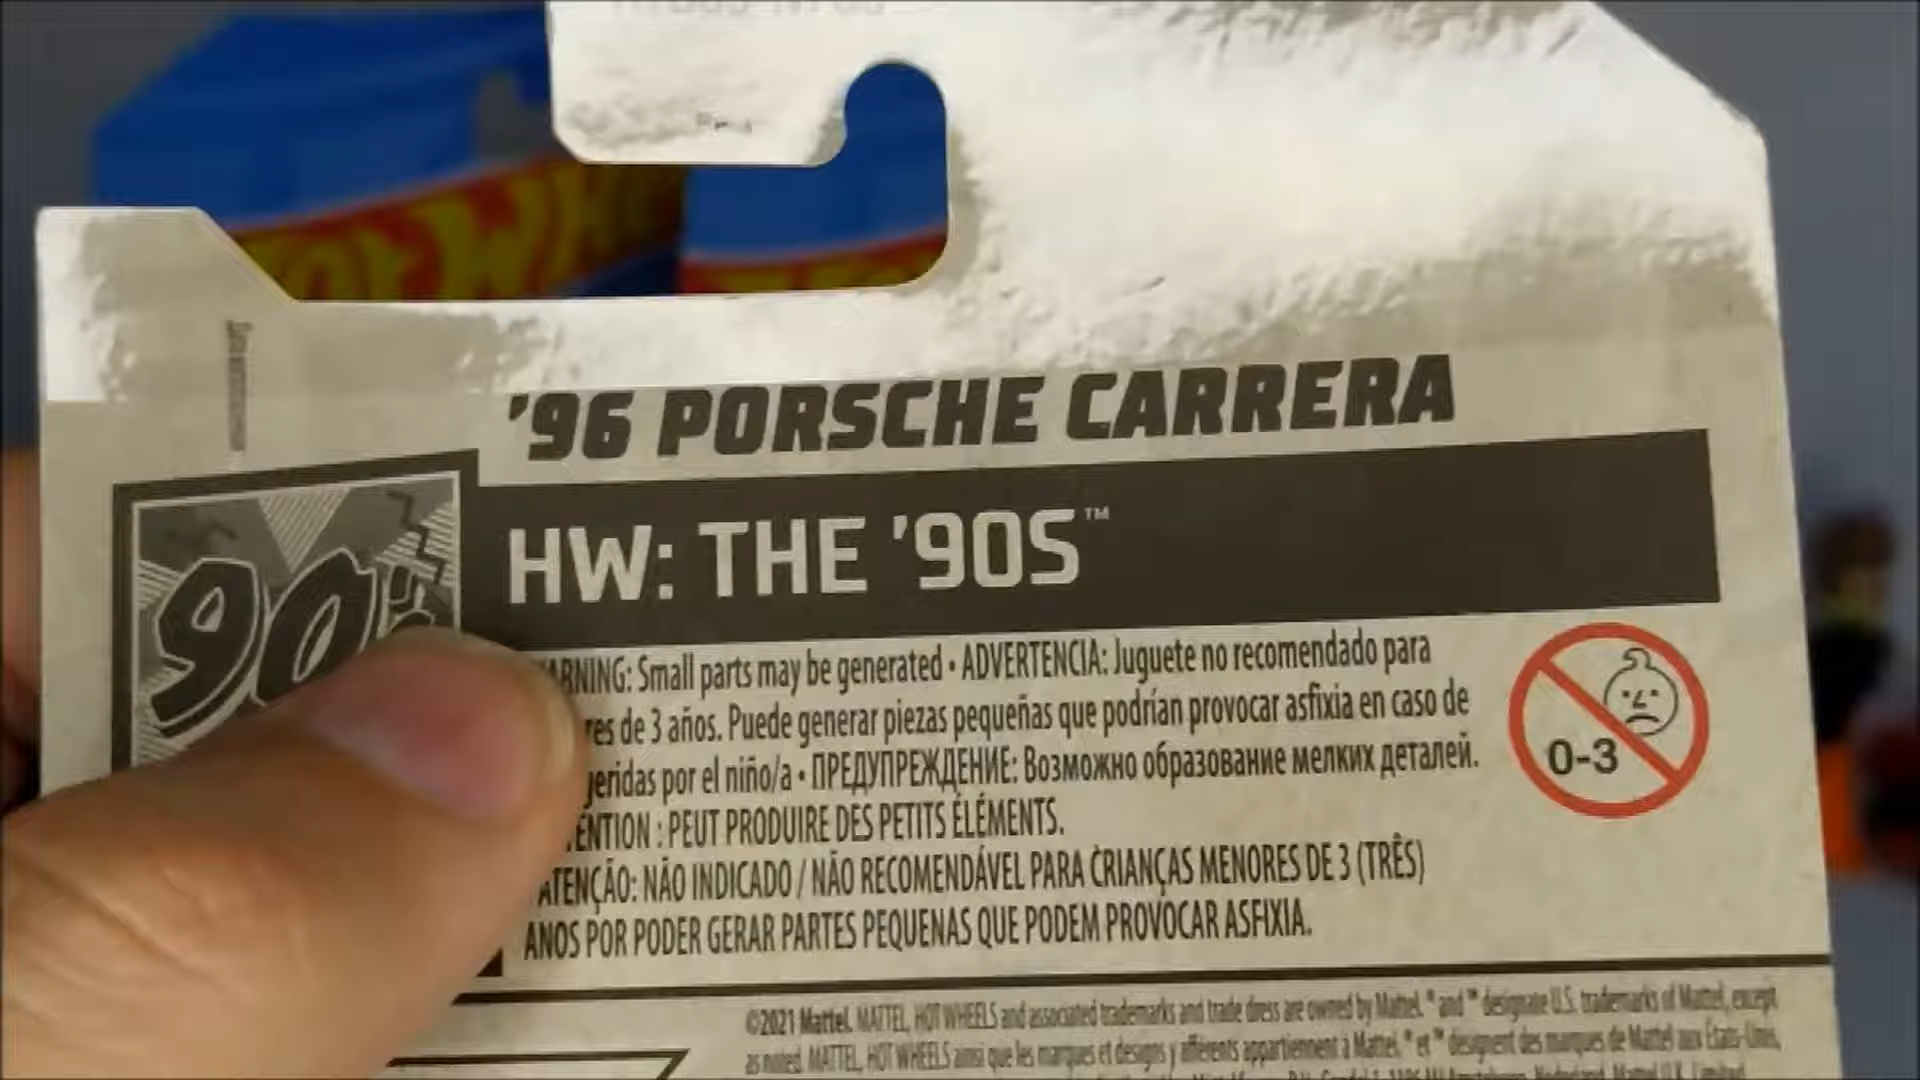 '96 PORSCHE CARRERA
90's
HW: THE '90S™
WARNING: Small parts may be generated • ADVERTENCIA: Juguete no recomendado para
res de 3 años. Puede generar piezas pequeñas que podrían provocar asfixia en caso de
geridas por el niño/a • ПРЕДУПРЕЖДЕНИЕ: Возможно образование мелких деталей.
ENTION : PEUT PRODUIRE DES PETITS ÉLÉMENTS.
ATENÇÃO: NÃO INDICADO / NÃO RECOMENDÁVEL PARA CRIANÇAS MENORES DE 3 (TRÊS)
ANOS POR PODER GERAR PARTES PEQUENAS QUE PODEM PROVOCAR ASFIXIA.
0-3
©2021 Mattel. MATTEL, HOT WHEELS and associated trademarks and trade dress are owned by Mattel. ® and ™ designate U.S. trademarks of Mattel, except
as noted. MATTEL, HOT WHEELS ainsi que les marques et designs y afférents appartiennent à Mattel. ® et ™ désignent des marques de Mattel aux États-Unis,